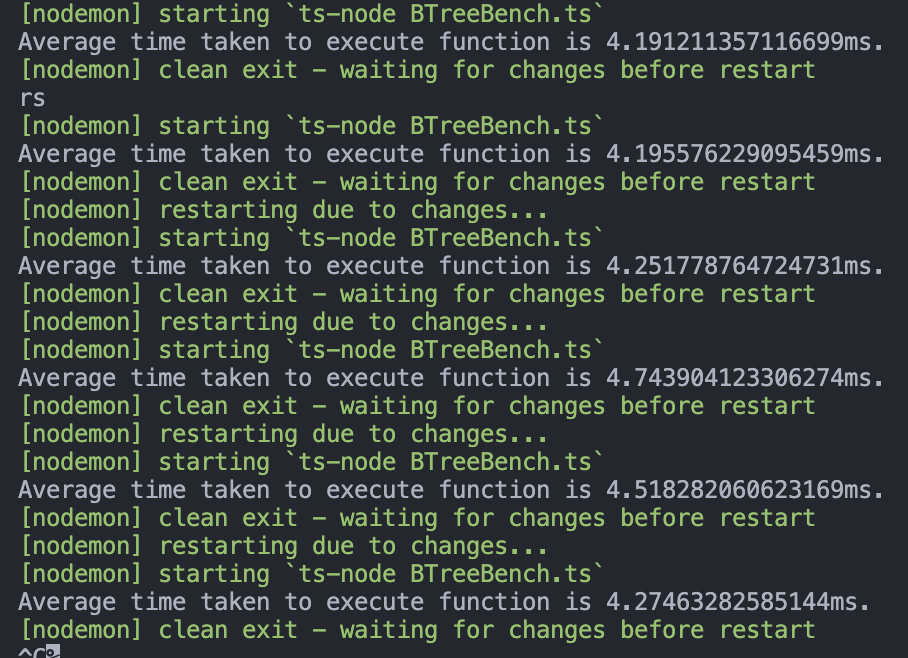 [nodemon] starting `ts-node BTreeBench.ts`
Average time taken to execute function is 4.191211357116699ms.
[nodemon] clean exit - waiting for changes before restart
rs
[nodemon] starting `ts-node BTreeBench.ts`
Average time taken to execute function is 4.195576229095459ms.
[nodemon] clean exit - waiting for changes before restart
[nodemon] restarting due to changes...
[nodemon] starting `ts-node BTreeBench.ts`
Average time taken to execute function is 4.251778764724731ms.
[nodemon] clean exit - waiting for changes before restart
[nodemon] restarting due to changes...
[nodemon] starting `ts-node BTreeBench.ts`
Average time taken to execute function is 4.743904123306274ms.
[nodemon] clean exit - waiting for changes before restart
[nodemon] restarting due to changes...
[nodemon] starting `ts-node BTreeBench.ts`
Average time taken to execute function is 4.518282060623169ms.
[nodemon] clean exit - waiting for changes before restart
[nodemon] restarting due to changes...
[nodemon] starting `ts-node BTreeBench.ts`
Average time taken to execute function is 4.27463282585144ms.
[nodemon] clean exit - waiting for changes before restart
^C%